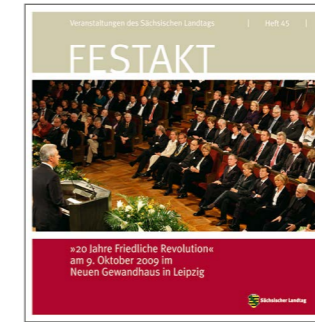 Veranstaltungen des Sächsischen Landtags | Heft 45 |
FESTAKT
»20 Jahre Friedliche Revolution«
am 9. Oktober 2009 im
Neuen Gewandhaus in Leipzig
Sächsischer Landtag